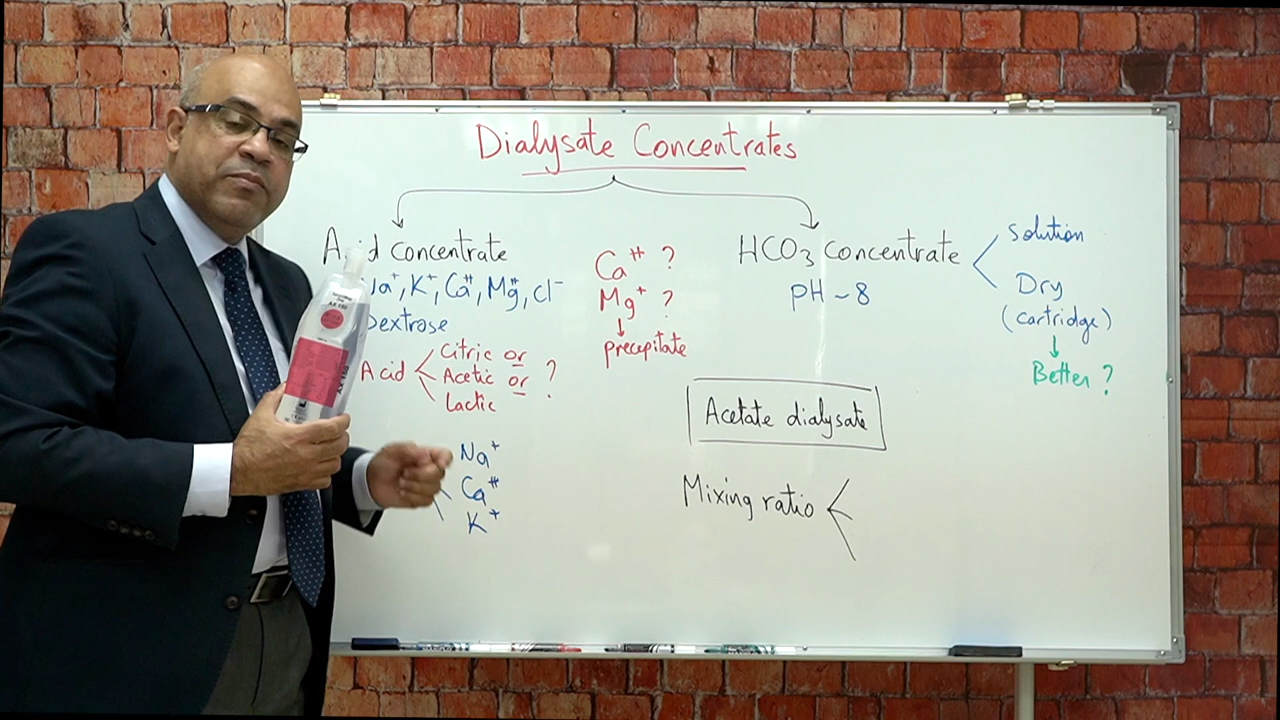 Dialysate Concentrates
Acid concentrate
Na⁺, K⁺, Ca⁺⁺, Mg⁺⁺, Cl⁻
Dextrose
Acid
Citric or
Acetic or ?
Lactic
Na⁺
Ca⁺⁺
K⁺
Ca⁺⁺ ?
Mg⁺ ?
↓
precepitate
HCO₃ concentrate
pH ~ 8
Solution
Dry
(cartridge)
↓
Better ?
Acetate dialysate
Mixing ratio